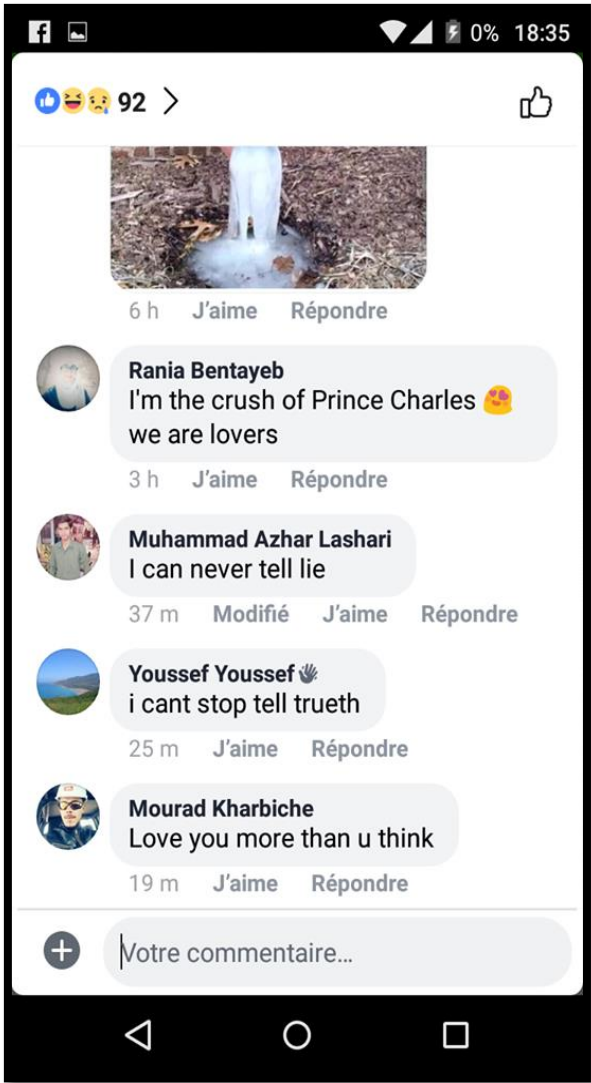 0% 18:35
92
6 h J’aime Répondre
Rania Bentayeb
I'm the crush of Prince Charles 😍
we are lovers
3 h J’aime Répondre
Muhammad Azhar Lashari
I can never tell lie
37 m Modifié J’aime Répondre
Youssef Youssef
i cant stop tell trueth
25 m J’aime Répondre
Mourad Kharbiche
Love you more than u think
19 m J’aime Répondre
Votre commentaire...